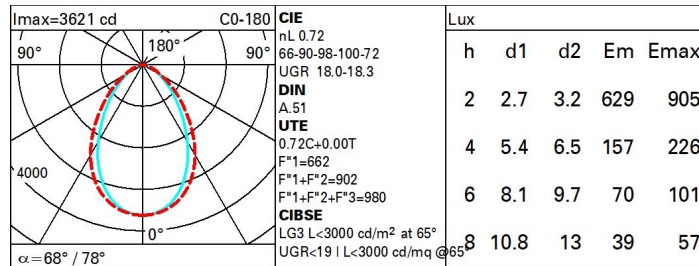 Imax=3621 cd C0-180
90° 180° 90°
4000
0°
α=68° / 78°
CIE
nL 0.72
66-90-98-100-72
UGR 18.0-18.3
DIN
A.51
UTE
0.72C+0.00T
F"1=662
F"1+F"2=902
F"1+F"2+F"3=980
CIBSE
LG3 L<3000 cd/m² at 65°
UGR<19 | L<3000 cd/mq @65°
Lux
h d1 d2 Em Emax
2 2.7 3.2 629 905
4 5.4 6.5 157 226
6 8.1 9.7 70 101
8 10.8 13 39 57